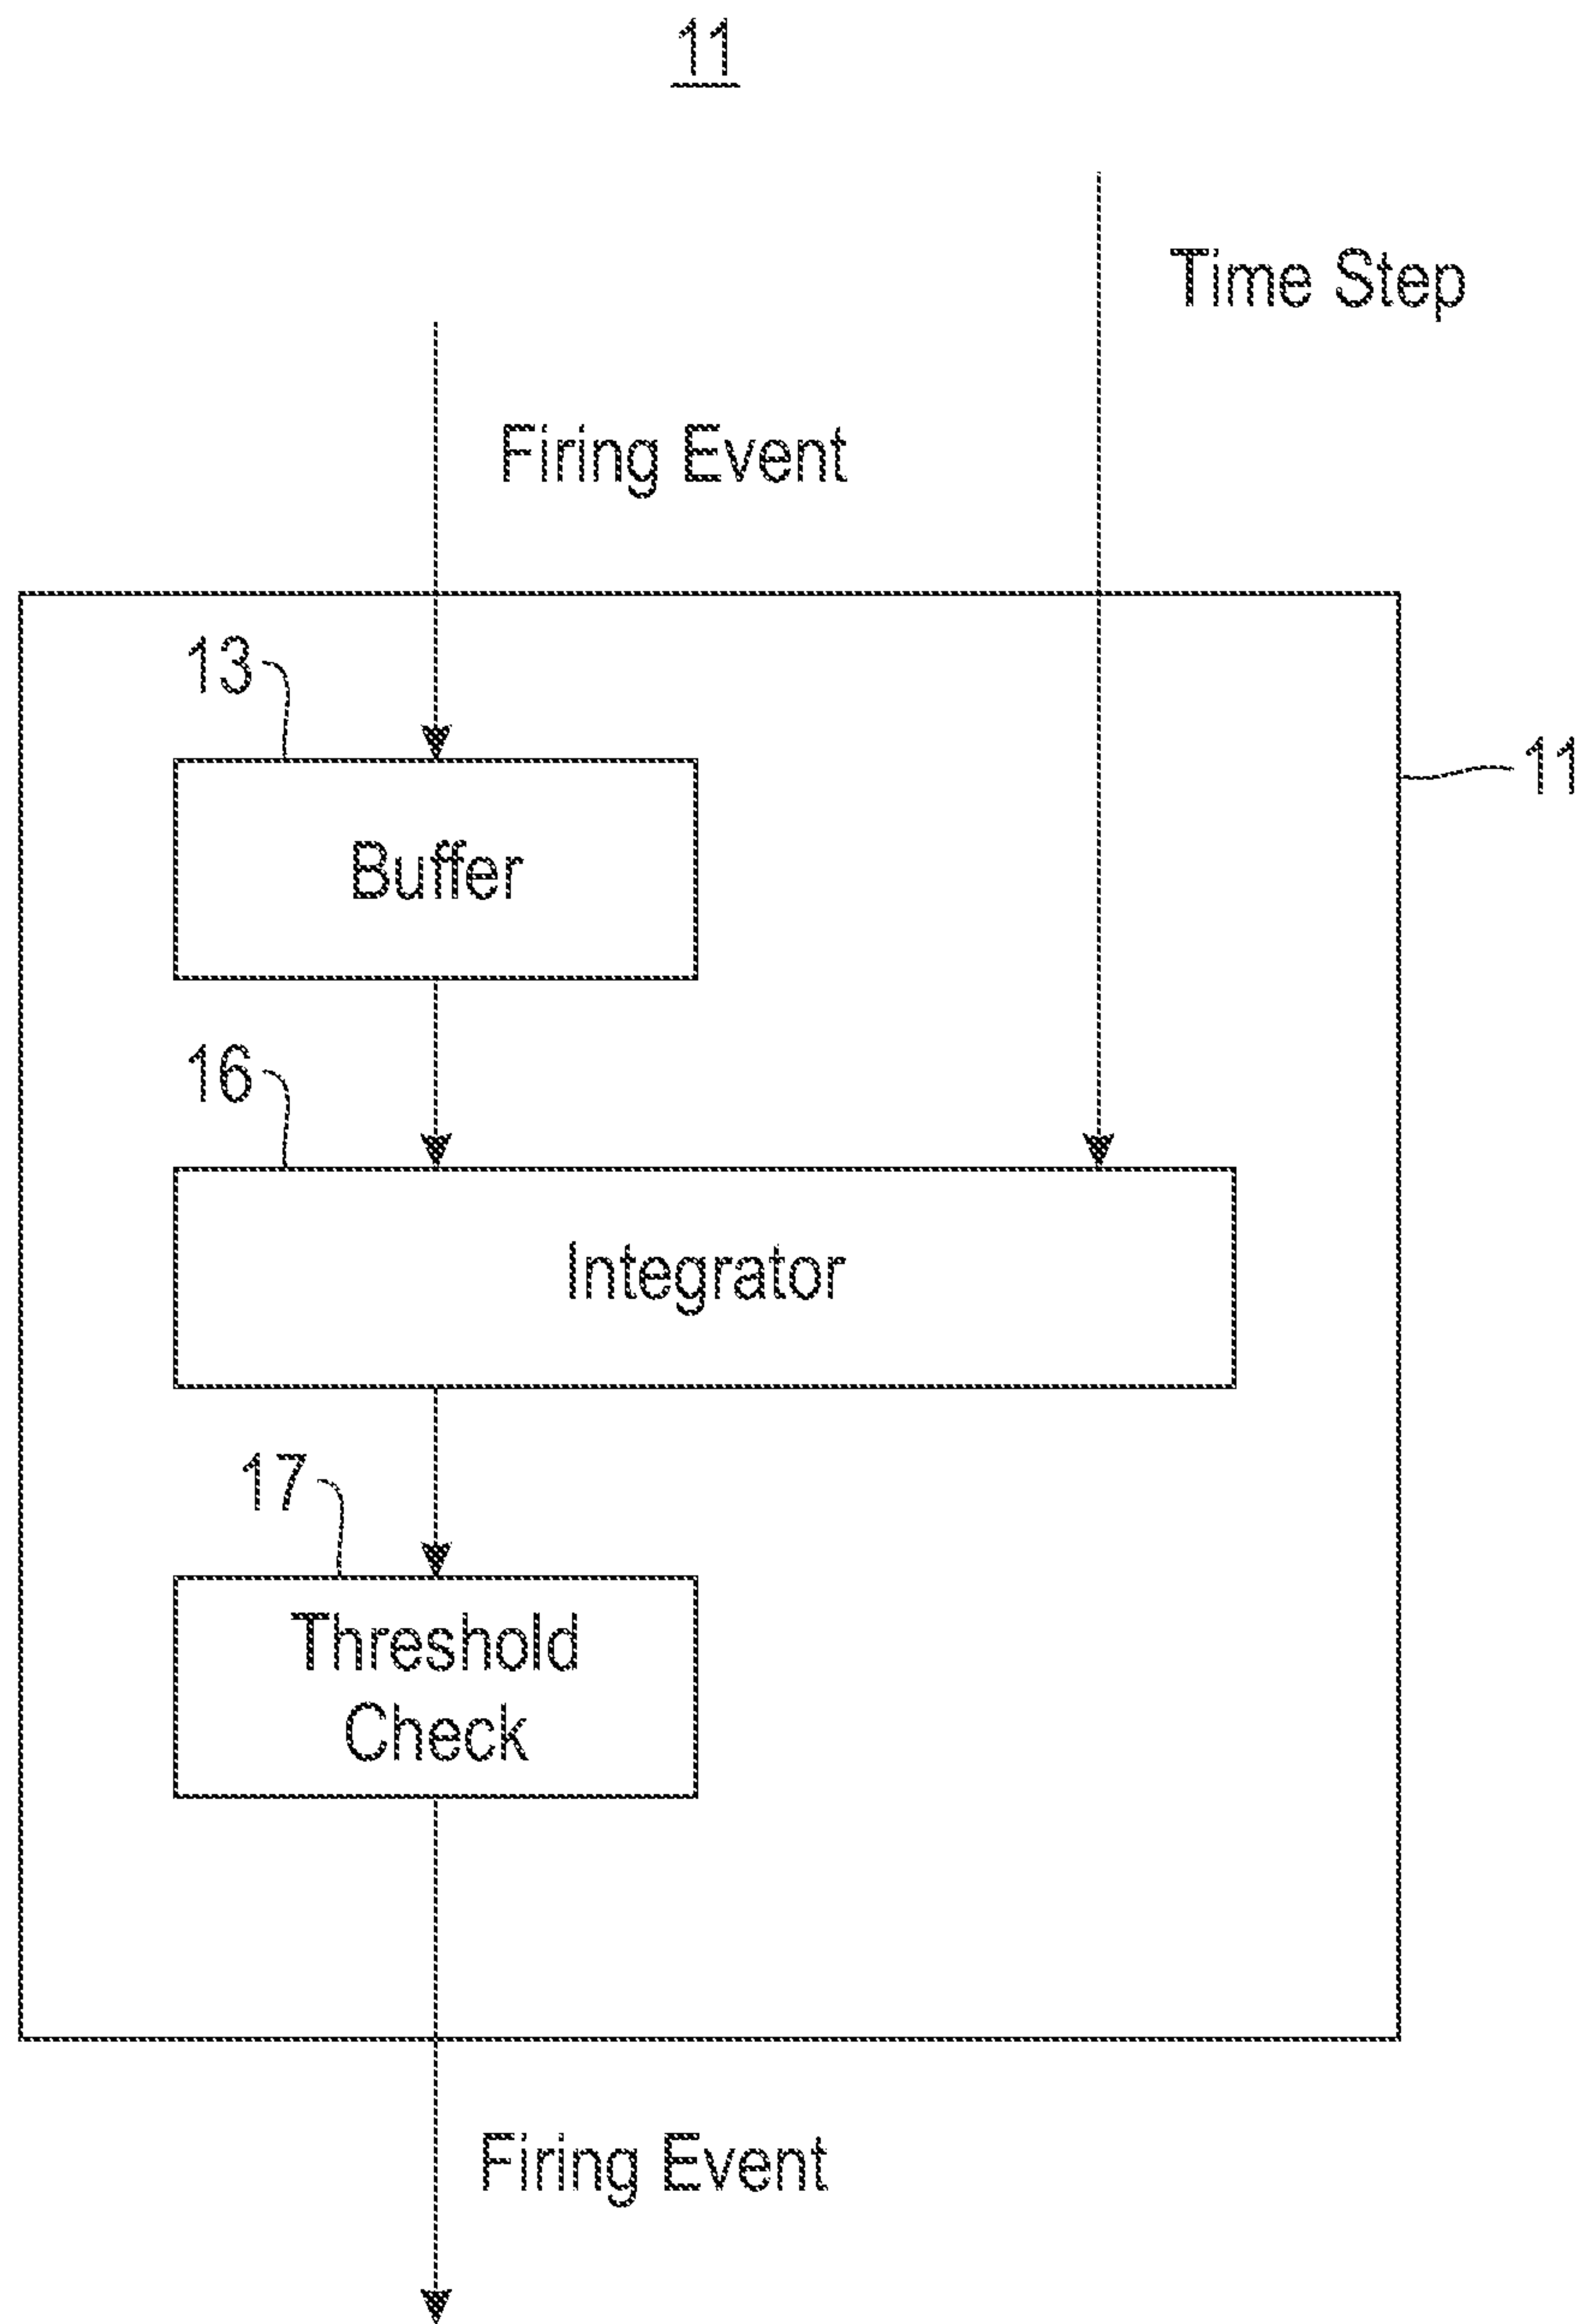 11
Time Step
Firing Event
13
11
Buffer
16
Integrator
17
Threshold
Check
Firing Event